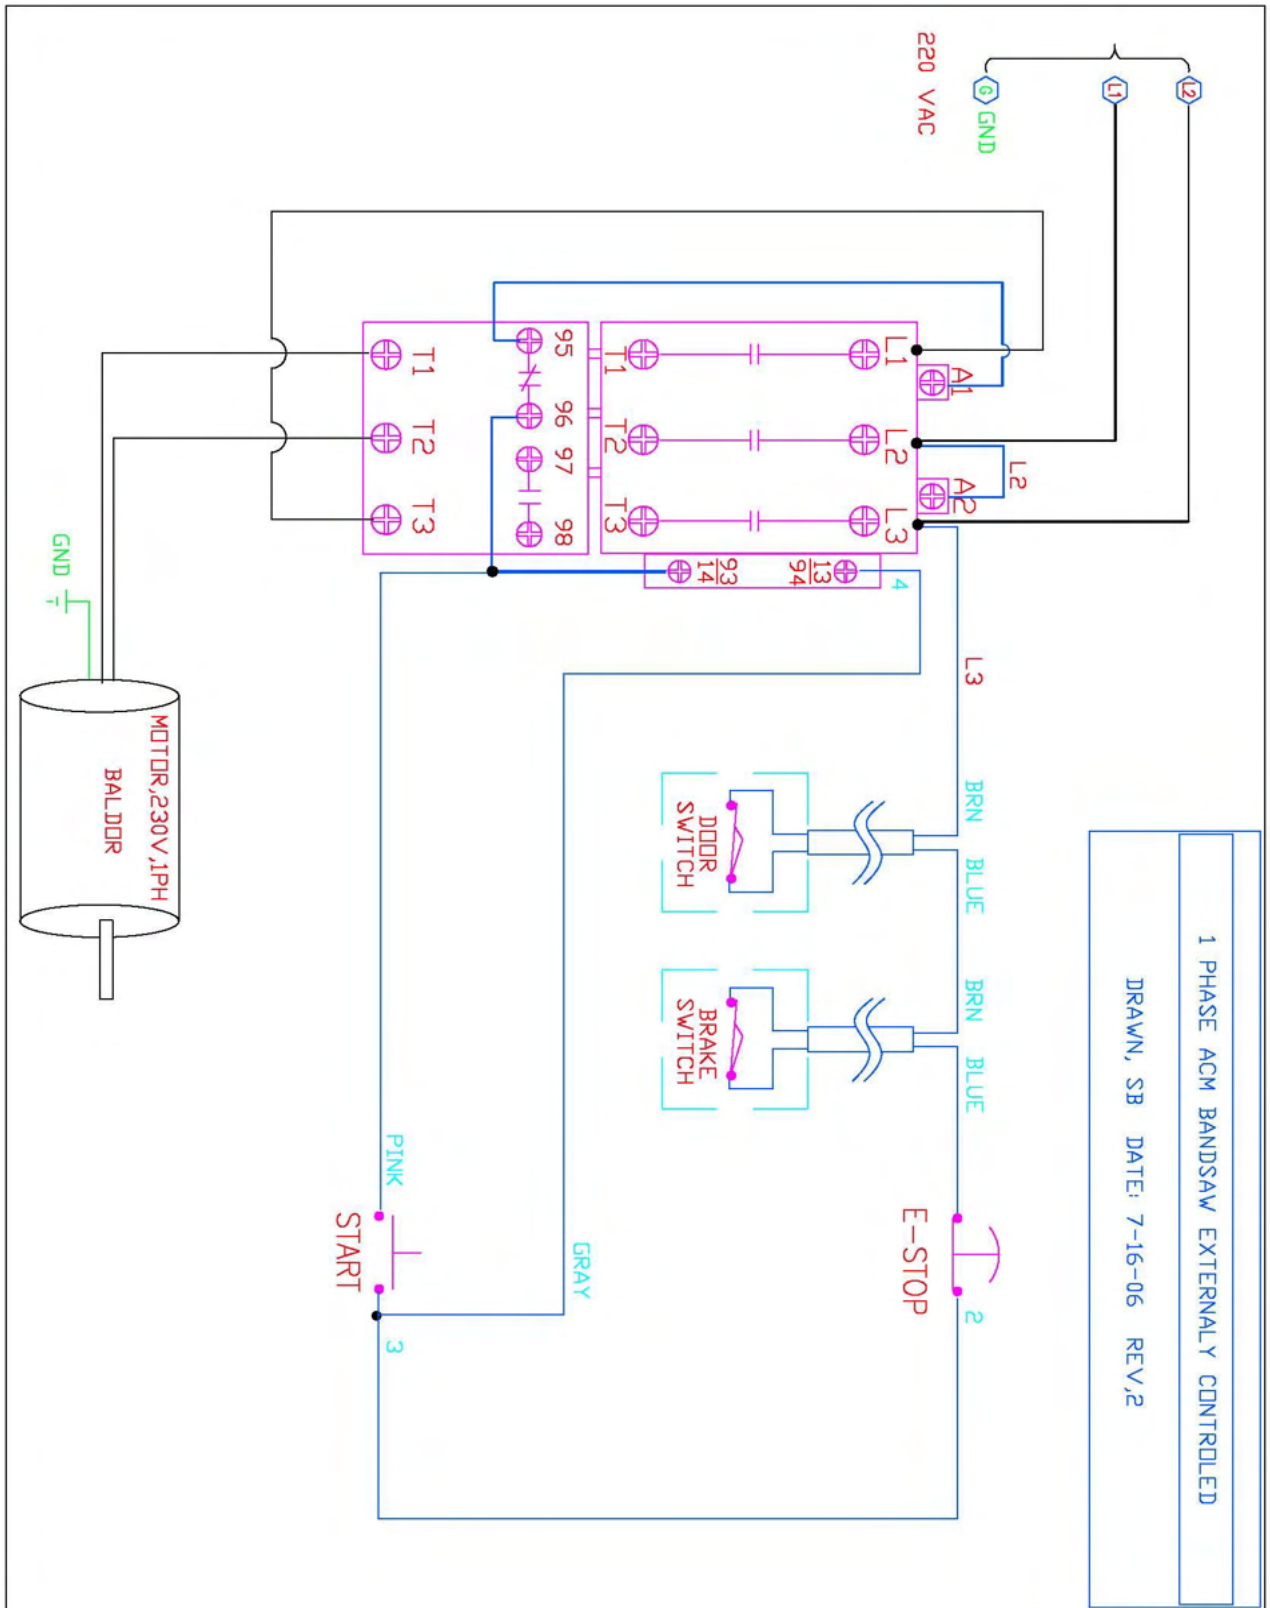 1 PHASE ACM BANDSAW EXTERNALY CONTROLED
DRAWN, SB DATE: 7-16-06 REV,2
L2
L1
G GND
220 VAC
L1
A1
L2
L2
A2
L3
T1
T2
T3
95
96
97
98
T1
T2
T3
13
94
93
14
4
L3
BRN
BLUE
BRN
BLUE
DOOR
SWITCH
BRAKE
SWITCH
E-STOP
2
GRAY
PINK
START
3
GND
MOTOR,230V,1PH
BALDOR